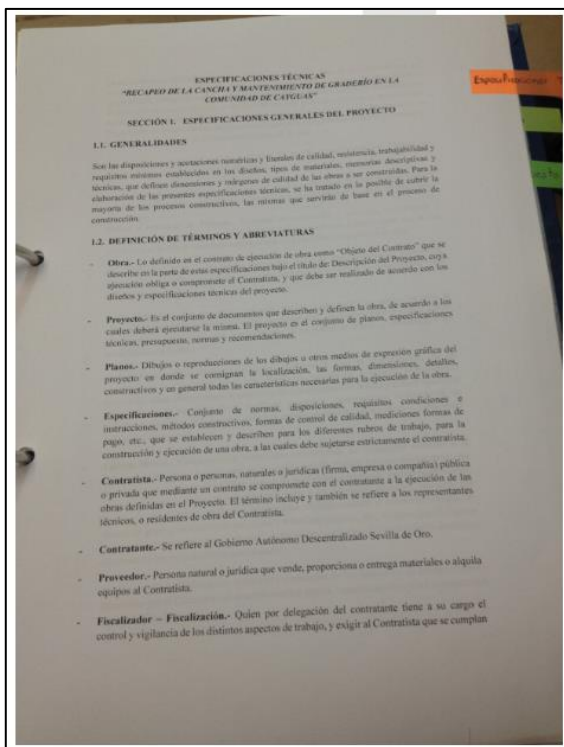 ESPECIFICACIONES TÉCNICAS
"RECAPEO DE LA CANCHA Y MANTENIMIENTO DE GRADERÍO EN LA
COMUNIDAD DE CAYGUAS"
SECCIÓN 1. ESPECIFICACIONES GENERALES DEL PROYECTO
1.1. GENERALIDADES
Son las disposiciones y acotaciones numéricas y literales de calidad, resistencia, trabajabilidad y
requisitos mínimos establecidos en los diseños, tipos de materiales, memorias descriptivas y
técnicas, que definen dimensiones y márgenes de calidad de las obras a ser construidas. Para la
elaboración de las presentes especificaciones técnicas, se ha tratado en lo posible de cubrir la
mayoría de los procesos constructivos, las mismas que servirán de base en el proceso de
construcción.
1.2. DEFINICIÓN DE TÉRMINOS Y ABREVIATURAS
- Obra.- Lo definido en el contrato de ejecución de obra como "Objeto del Contrato" que se
describe en la parte de estas especificaciones bajo el título de: Descripción del Proyecto, cuya
ejecución obliga o compromete el Contratista, y que debe ser realizado de acuerdo con los
diseños y especificaciones técnicas del proyecto.
- Proyecto.- Es el conjunto de documentos que describen y definen la obra, de acuerdo a los
cuales deberá ejecutarse la misma. El proyecto es el conjunto de planos, especificaciones
técnicas, presupuesto, normas y recomendaciones.
- Planos.- Dibujos o reproducciones de los dibujos o otros medios de expresión gráfica del
proyecto en donde se consignan la localización, las formas, dimensiones, detalles,
constructivos y en general todas las características necesarias para la ejecución de la obra.
- Especificaciones.- Conjunto de normas, disposiciones, requisitos condiciones e
instrucciones, métodos constructivos, formas de control de calidad, mediciones formas de
pago, etc., que se establecen y describen para los diferentes rubros de trabajo, para la
construcción y ejecución de una obra, a las cuales debe sujetarse estrictamente el contratista.
- Contratista.- Persona o personas, naturales o jurídicas (firma, empresa o compañía) pública
o privada que mediante un contrato se compromete con el contratante a la ejecución de las
obras definidas en el Proyecto. El término incluye y también se refiere a los representantes
técnicos, o residentes de obra del Contratista.
- Contratante.- Se refiere al Gobierno Autónomo Descentralizado Sevilla de Oro.
- Proveedor.- Persona natural o jurídica que vende, proporciona o entrega materiales o alquila
equipos al Contratista.
- Fiscalizador – Fiscalización.- Quien por delegación del contratante tiene a su cargo el
control y vigilancia de los distintos aspectos de trabajo, y exigir al Contratista que se cumplan
Especificaciones